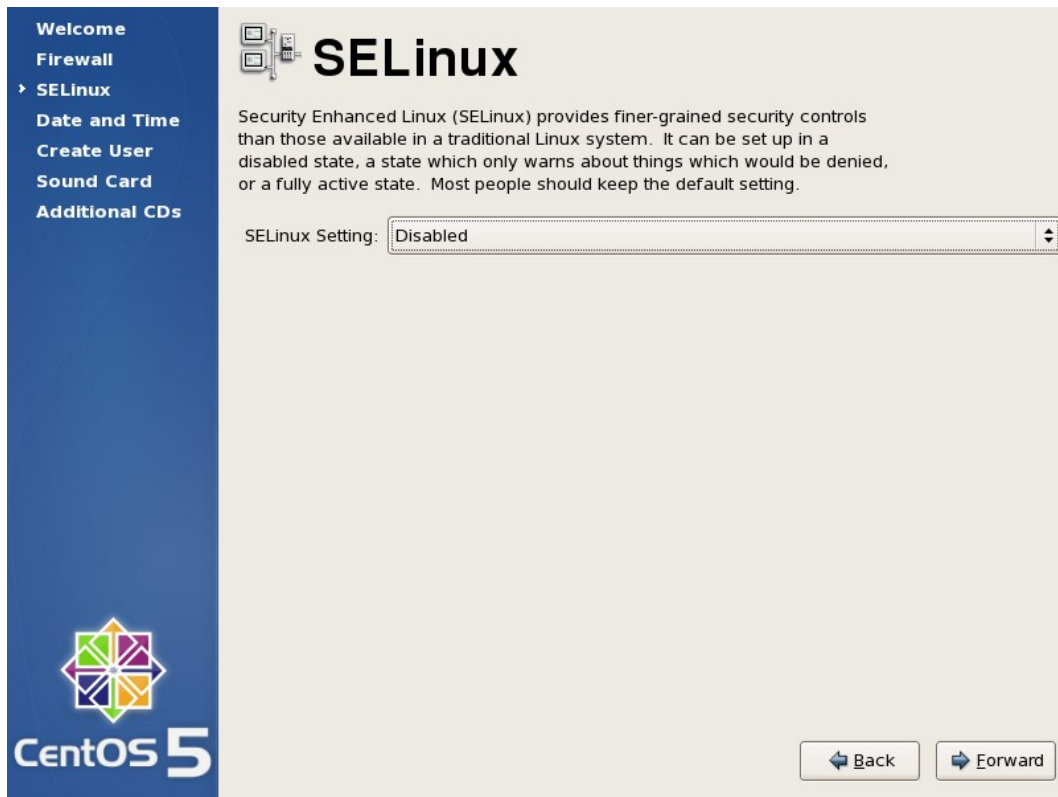 Welcome
Firewall
SELinux
Date and Time
Create User
Sound Card
Additional CDs
SELinux
Security Enhanced Linux (SELinux) provides finer-grained security controls
than those available in a traditional Linux system. It can be set up in a
disabled state, a state which only warns about things which would be denied,
or a fully active state. Most people should keep the default setting.
SELinux Setting: Disabled
CentOS 5
Back
Forward